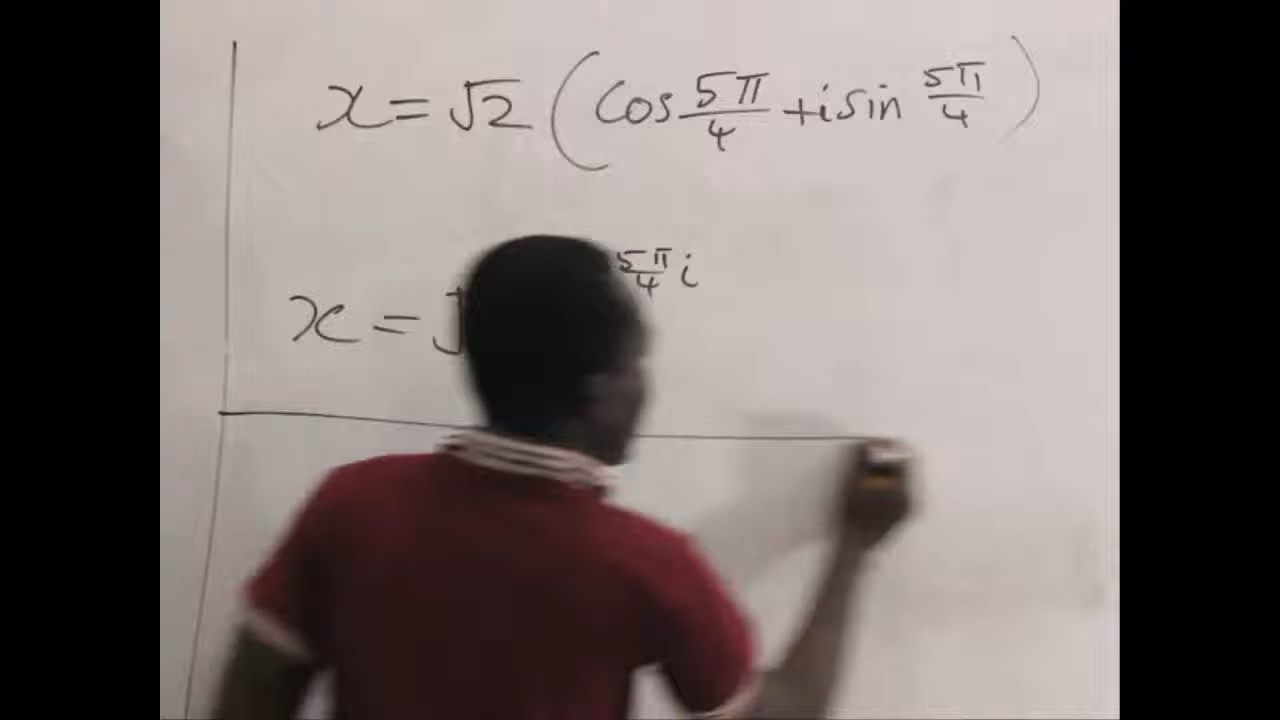 x = √2 (cos 5π/4 + i sin 5π/4)
x = √ 5π/4 i